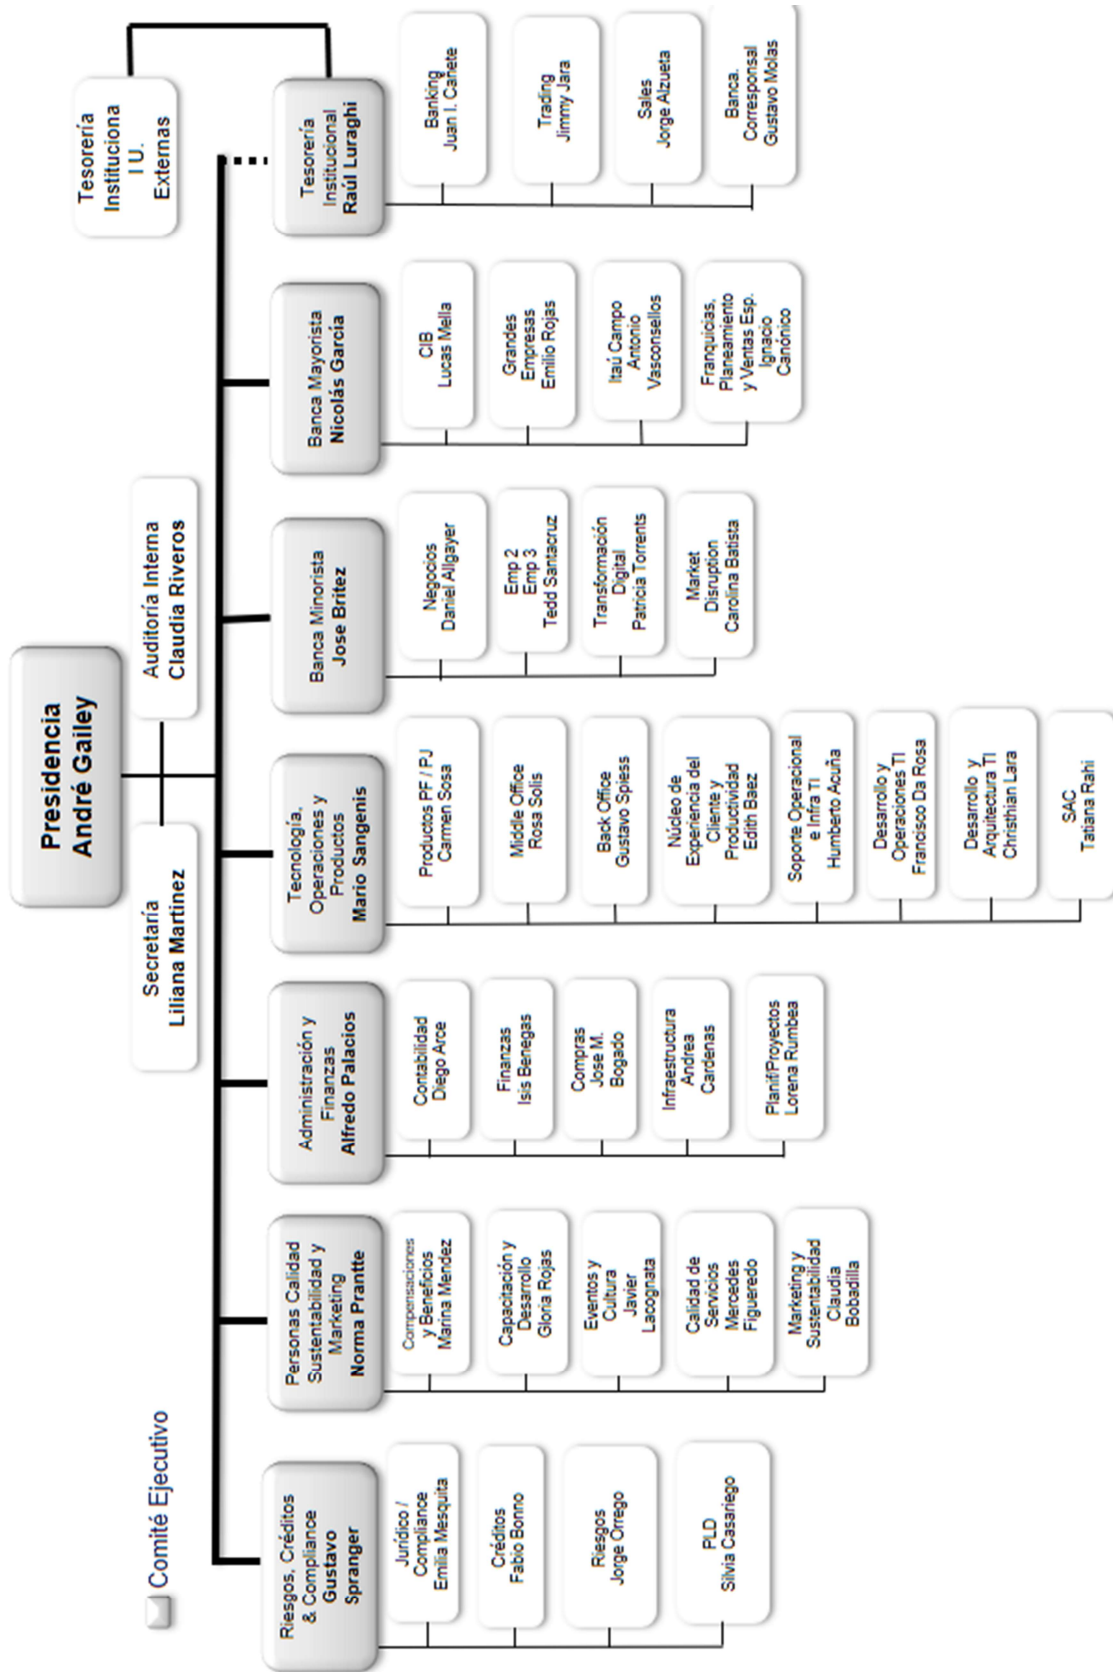 Presidencia
André Gailey
Secretaría
Liliana Martinez
Auditoría Interna
Claudia Riveros
Tesorería
Instituciona
l U.
Externas
Comité Ejecutivo
Riesgos, Créditos
& Compliance
Gustavo
Spranger
Jurídico /
Compliance
Emilia Mesquita
Créditos
Fabio Bonno
Riesgos
Jorge Orrego
PLD
Silvia Casariego
Personas Calidad
Sustentabilidad y
Marketing
Norma Prantte
Compensaciones
y Beneficios
Marina Mendez
Capacitación y
Desarrollo
Gloria Rojas
Eventos y
Cultura
Javier
Lacognata
Calidad de
Servicios
Mercedes
Figueredo
Marketing y
Sustentabilidad
Claudia
Bobadilla
Administración y
Finanzas
Alfredo Palacios
Contabilidad
Diego Arce
Finanzas
Isis Benegas
Compras
Jose M.
Bogado
Infraestructura
Andrea
Cardenas
Planif/Proyectos
Lorena Rumbea
Tecnología,
Operaciones y
Productos
Mario Sangenis
Productos PF / PJ
Carmen Sosa
Middle Office
Rosa Solis
Back Office
Gustavo Spiess
Núcleo de
Experiencia del
Cliente y
Productividad
Edith Baez
Soporte Operacional
e Infra TI
Humberto Acuña
Desarrollo y
Operaciones TI
Francisco Da Rosa
Desarrollo y
Arquitectura TI
Christhian Lara
SAC
Tatiana Rahi
Banca Minorista
Jose Britez
Negocios
Daniel Allgayer
Emp 2
Emp 3
Tedd Santacruz
Transformación
Digital
Patricia Torrents
Market
Disruption
Carolina Batista
Banca Mayorista
Nicolás García
CIB
Lucas Mella
Grandes
Empresas
Emilio Rojas
Itaú Campo
Antonio
Vasconsellos
Franquicias,
Planeamiento
y Ventas Esp.
Ignacio
Canónico
Tesorería
Institucional
Raúl Luraghi
Banking
Juan I. Cañete
Trading
Jimmy Jara
Sales
Jorge Alzueta
Banca.
Corresponsal
Gustavo Molas